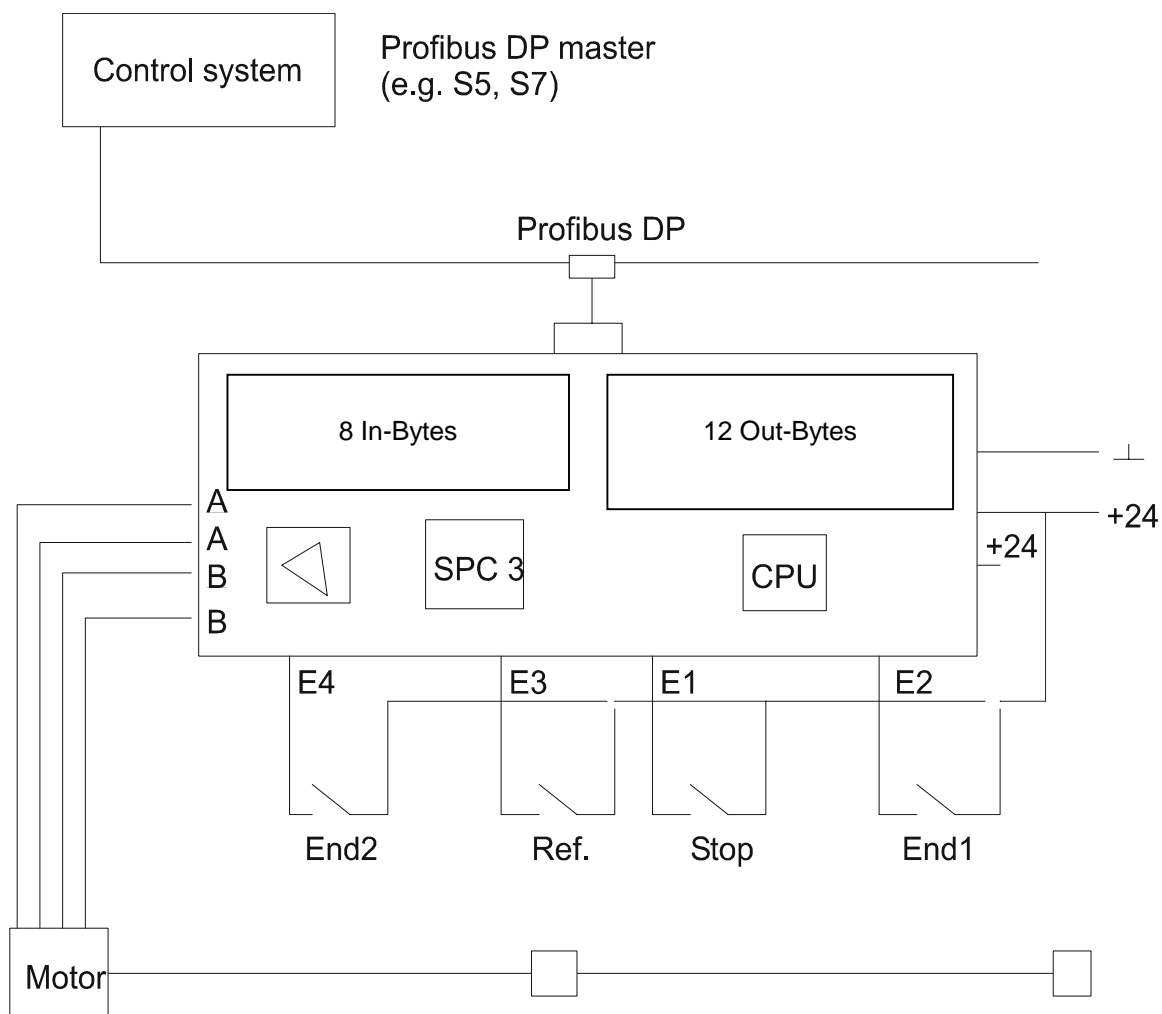 Control system
Profibus DP master
(e.g. S5, S7)
Profibus DP
8 In-Bytes
12 Out-Bytes
A
+24
A
+24
SPC 3
CPU
B
B
E4
E3
E1
E2
End2
Ref.
Stop
End1
Motor